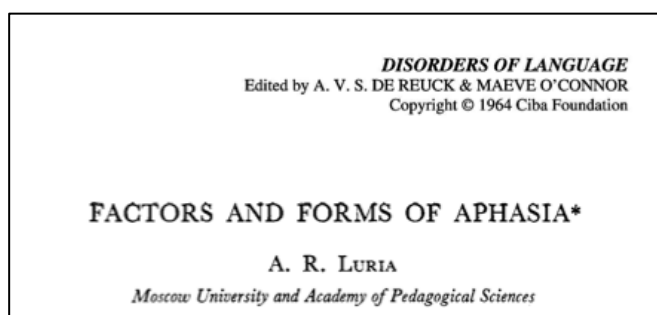 DISORDERS OF LANGUAGE
Edited by A. V. S. DE REUCK & MAEVE O'CONNOR
Copyright © 1964 Ciba Foundation
FACTORS AND FORMS OF APHASIA*
A. R. LURIA
Moscow University and Academy of Pedagogical Sciences